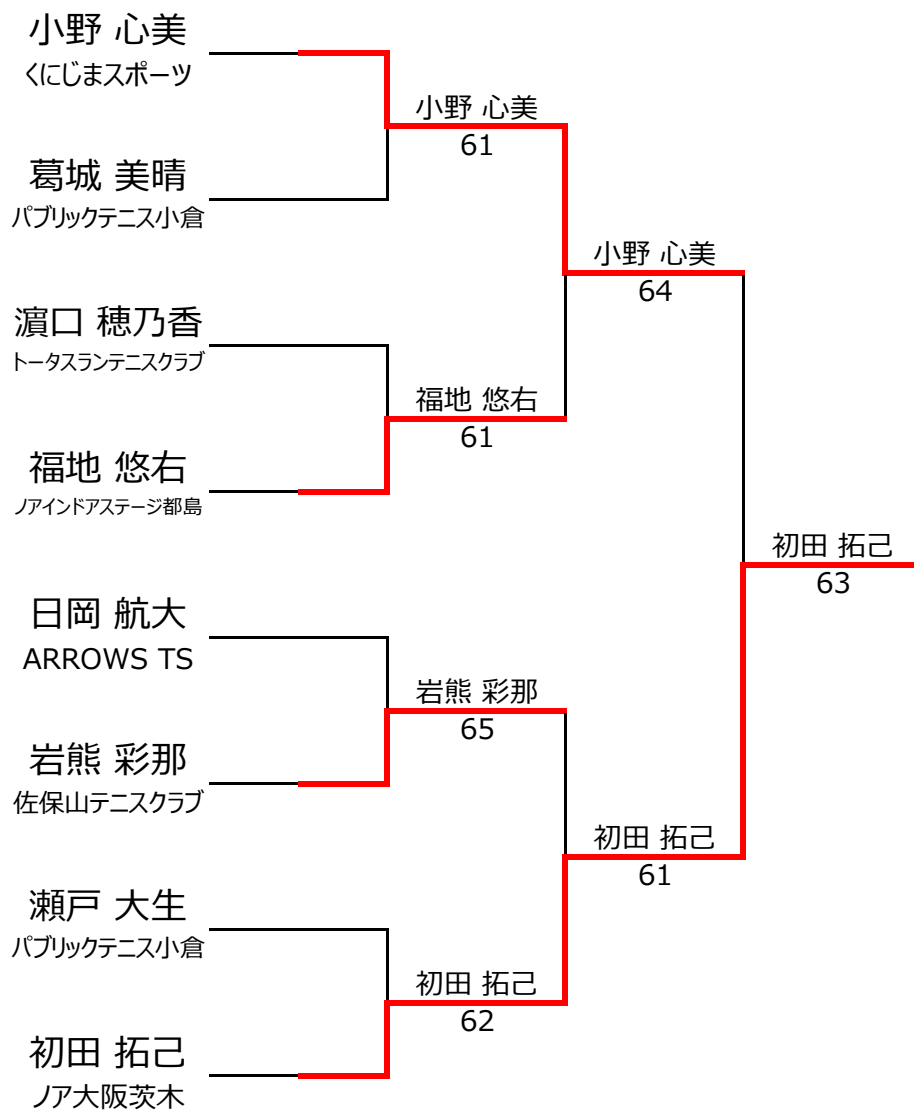 小野 心美
くにじまスポーツ
小野 心美
61
葛城 美晴
パブリックテニス小倉
小野 心美
64
濵口 穂乃香
トータスランテニスクラブ
福地 悠右
61
福地 悠右
ノアインドアステージ都島
初田 拓己
63
日岡 航大
ARROWS TS
岩熊 彩那
65
岩熊 彩那
佐保山テニスクラブ
初田 拓己
61
瀬戸 大生
パブリックテニス小倉
初田 拓己
62
初田 拓己
ノア大阪茨木